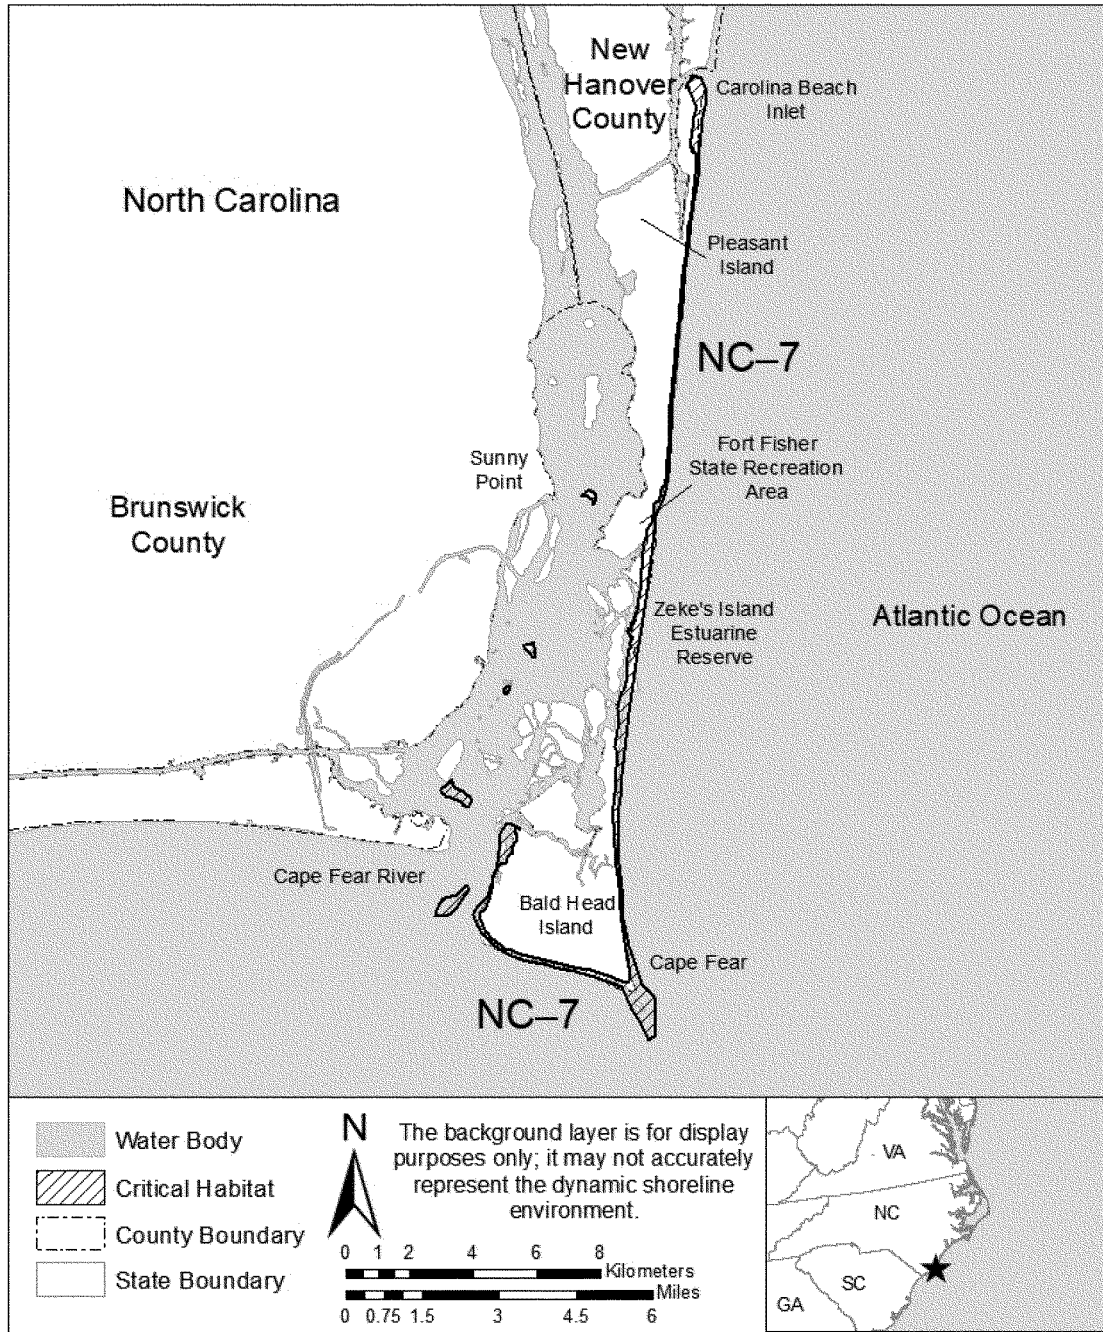 New
Hanover
County
Carolina Beach
Inlet
North Carolina
Pleasant
Island
NC–7
Fort Fisher
State Recreation
Area
Sunny
Point
Brunswick
County
Zeke's Island
Estuarine
Reserve
Atlantic Ocean
Cape Fear River
Bald Head
Island
Cape Fear
NC–7
Water Body
Critical Habitat
County Boundary
State Boundary
N
The background layer is for display
purposes only; it may not accurately
represent the dynamic shoreline
environment.
0 1 2 4 6 8
Kilometers
Miles
0 0.75 1.5 3 4.5 6
VA
NC
SC
GA